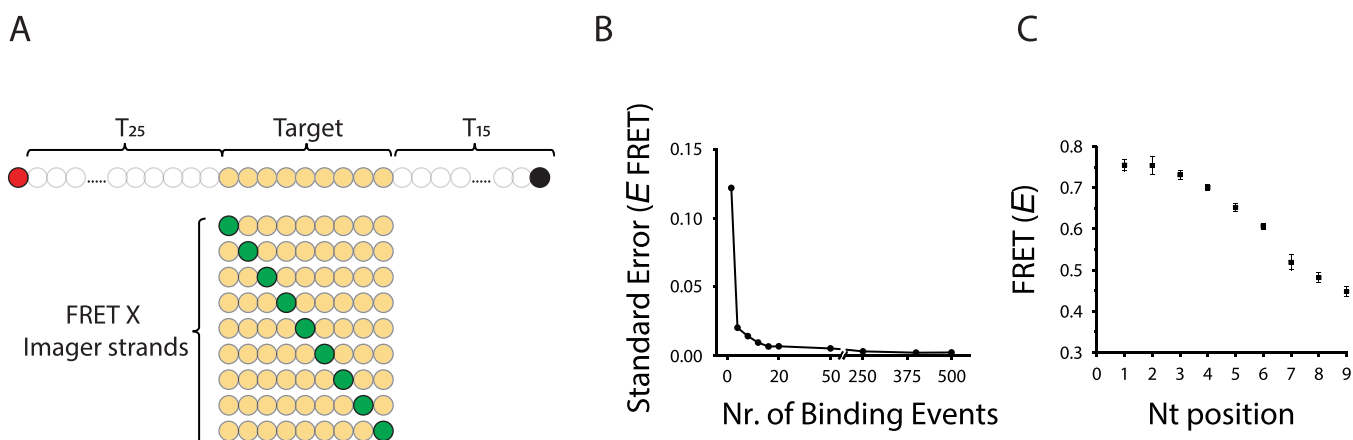 A
B
C
T25
Target
T15
.....
.....
FRET X
Imager strands
Standard Error (E FRET)
0.15
0.10
0.05
0.00
0 20 50 250 375 500
Nr. of Binding Events
FRET (E)
0.8
0.7
0.6
0.5
0.4
0.3
0 1 2 3 4 5 6 7 8 9
Nt position